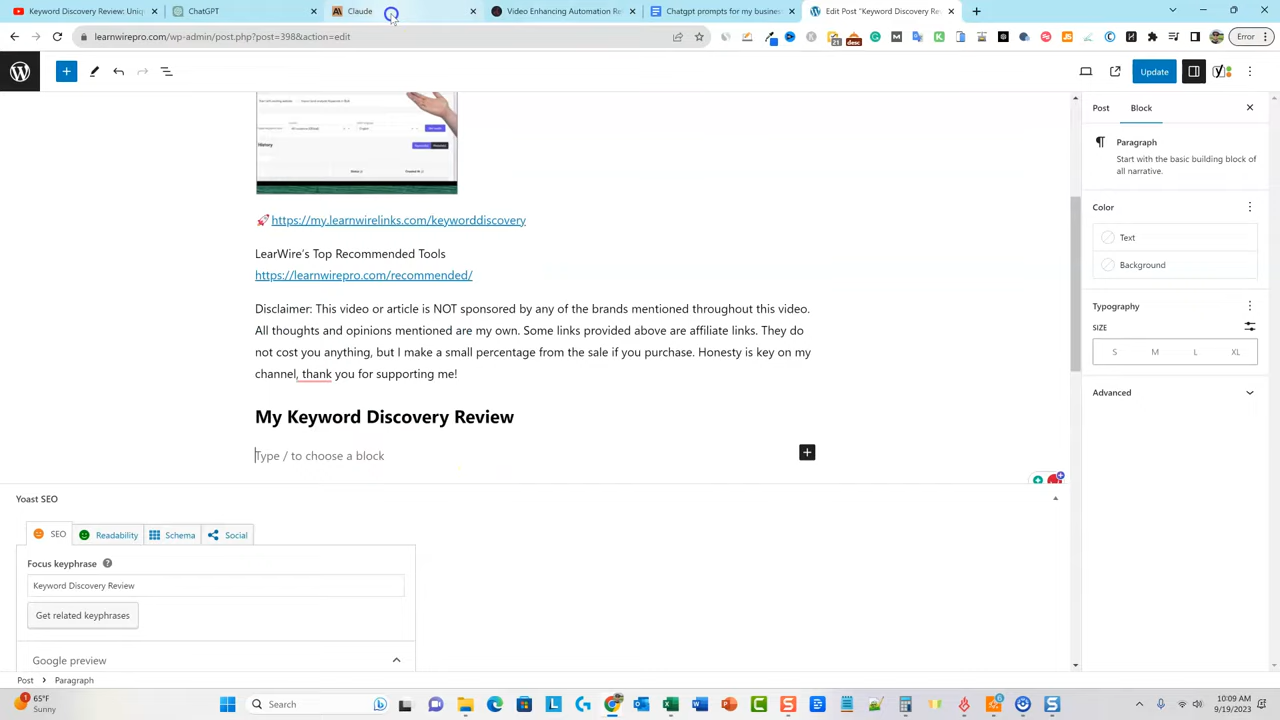 Keyword Discovery Review: Uniq
ChatGPT
Claude
Video Enhancing Automation Re
Chatgpt prompts for my busines
Edit Post "Keyword Discovery Re
learnwirepro.com/wp-admin/post.php?post=398&action=edit
21
desc
Error
Update
Post
Block
Paragraph
Start with the basic building block of
all narrative.
History
https://my.learnwirelinks.com/keyworddiscovery
Color
Text
LearWire's Top Recommended Tools
Background
https://learnwirepro.com/recommended/
Disclaimer: This video or article is NOT sponsored by any of the brands mentioned throughout this video.
All thoughts and opinions mentioned are my own. Some links provided above are affiliate links. They do
not cost you anything, but I make a small percentage from the sale if you purchase. Honesty is key on my
channel, thank you for supporting me!
Typography
SIZE
S M L XL
Advanced
My Keyword Discovery Review
Type / to choose a block
Yoast SEO
SEO Readability Schema Social
Focus keyphrase
Keyword Discovery Review
Get related keyphrases
Google preview
Post > Paragraph
1
65°F
Sunny
Search
10:09 AM
9/19/2023